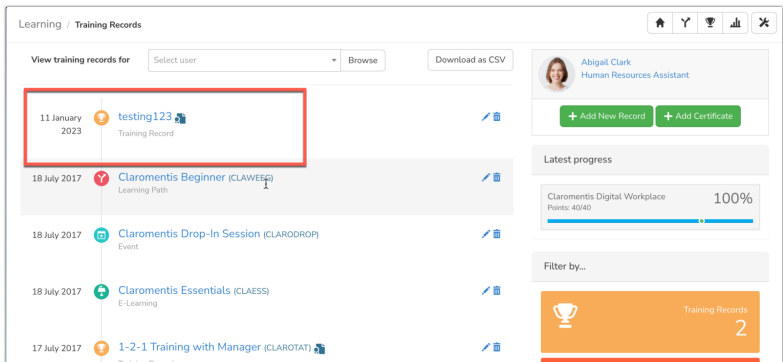 Learning / Training Records
View training records for
Select user
Browse
Download as CSV
11 January 2023
testing123
Training Record
18 July 2017
Claromentis Beginner (CLAWEEG)
Learning Path
18 July 2017
Claromentis Drop-In Session (CLARODROP)
Event
18 July 2017
Claromentis Essentials (CLAESS)
E-Learning
17 July 2017
1-2-1 Training with Manager (CLAROTAT)
Abigail Clark
Human Resources Assistant
+ Add New Record
+ Add Certificate
Latest progress
Claromentis Digital Workplace
100%
Points: 40/40
Filter by...
Training Records
2